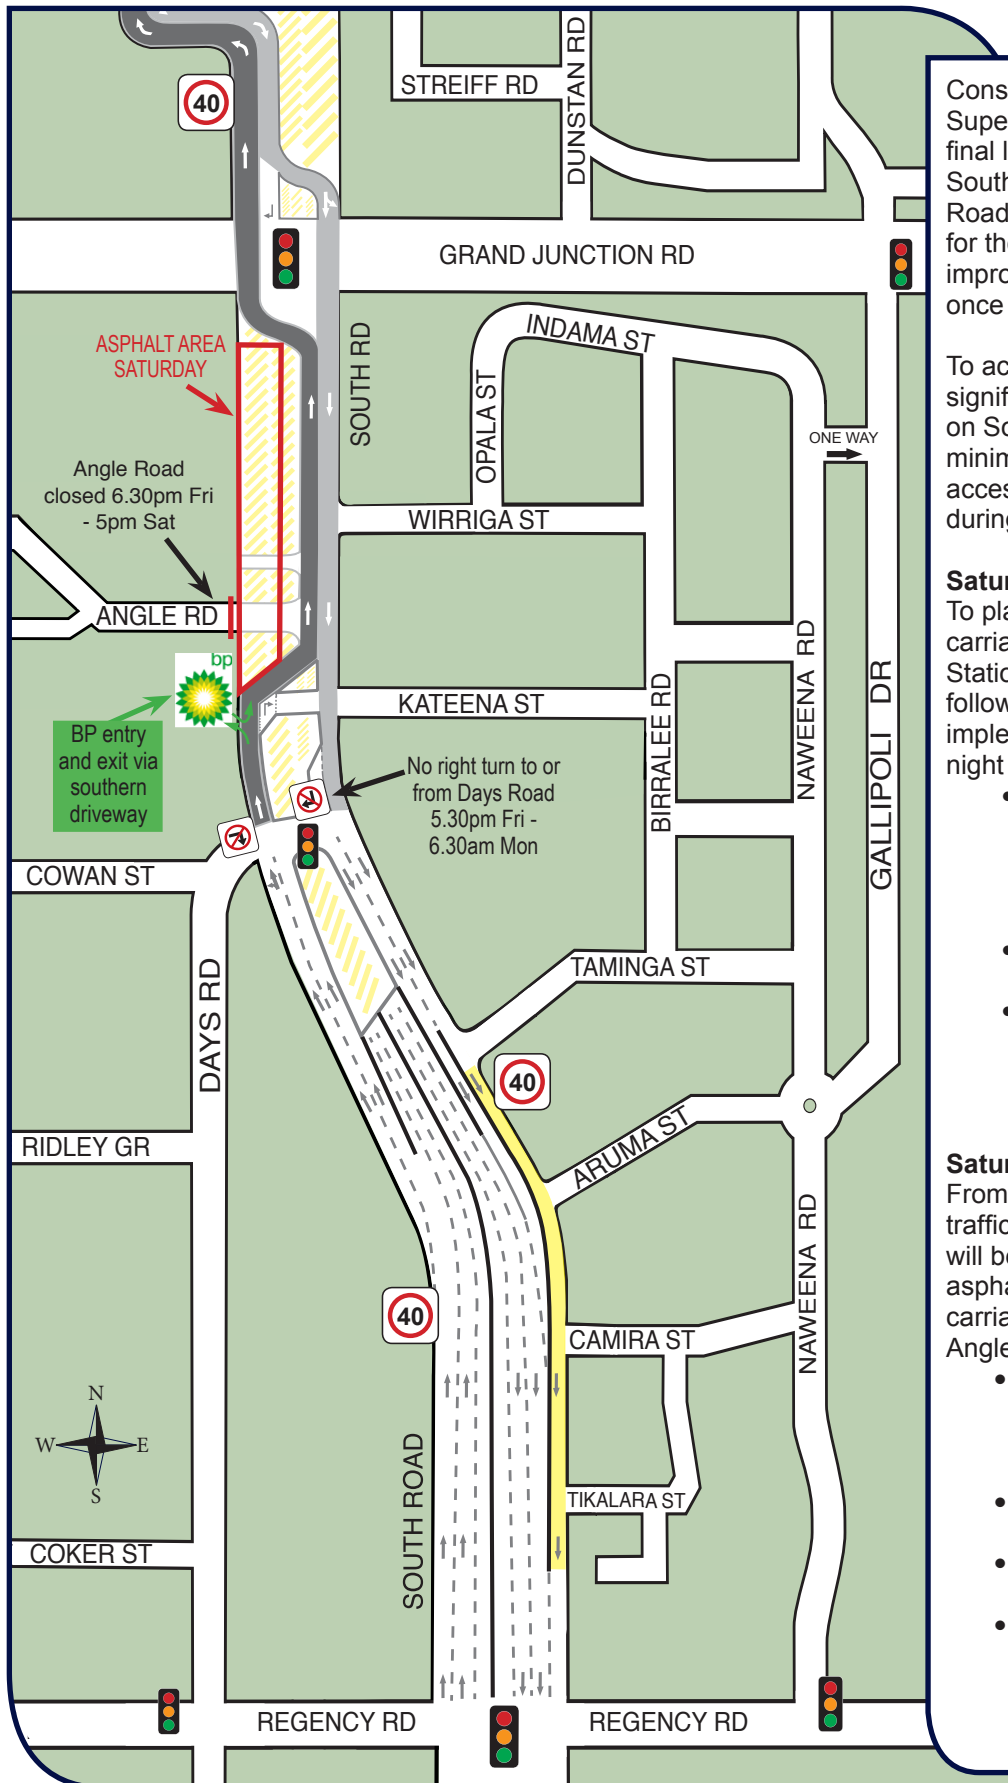 STREIFF RD
DUNSTAN RD
40
GRAND JUNCTION RD
ASPHALT AREA
SATURDAY
SOUTH RD
INDAMA ST
OPALA ST
ONE WAY
Angle Road
closed 6.30pm Fri
- 5pm Sat
WIRRIGA ST
ANGLE RD
bp
BP entry
and exit via
southern
driveway
KATEENA ST
BIRRALEE RD
NAWEENA RD
GALLIPOLI DR
No right turn to or
from Days Road
5.30pm Fri -
6.30am Mon
COWAN ST
DAYS RD
TAMINGA ST
40
ARUMA ST
RIDLEY GR
40
NAWEENA RD
CAMIRA ST
N
W E
S
SOUTH ROAD
TIKALARA ST
COKER ST
REGENCY RD
REGENCY RD
Cons
Supe
final l
South
Road
for the
impro
once
To ac
signif
on So
minim
acces
during
Satur
To pla
carria
Static
follow
imple
night
•
•
•
Satur
From
traffic
will be
aspha
carria
Angle
•
•
•
•